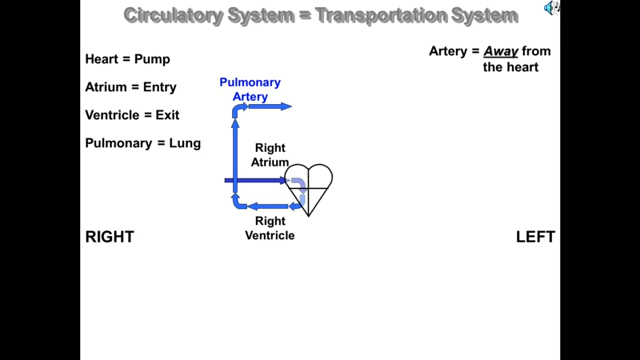 Circulatory System = Transportation System
Heart = Pump
Artery = Away from
the heart
Atrium = Entry
Ventricle = Exit
Pulmonary = Lung
Pulmonary
Artery
Right
Atrium
Right
Ventricle
RIGHT
LEFT